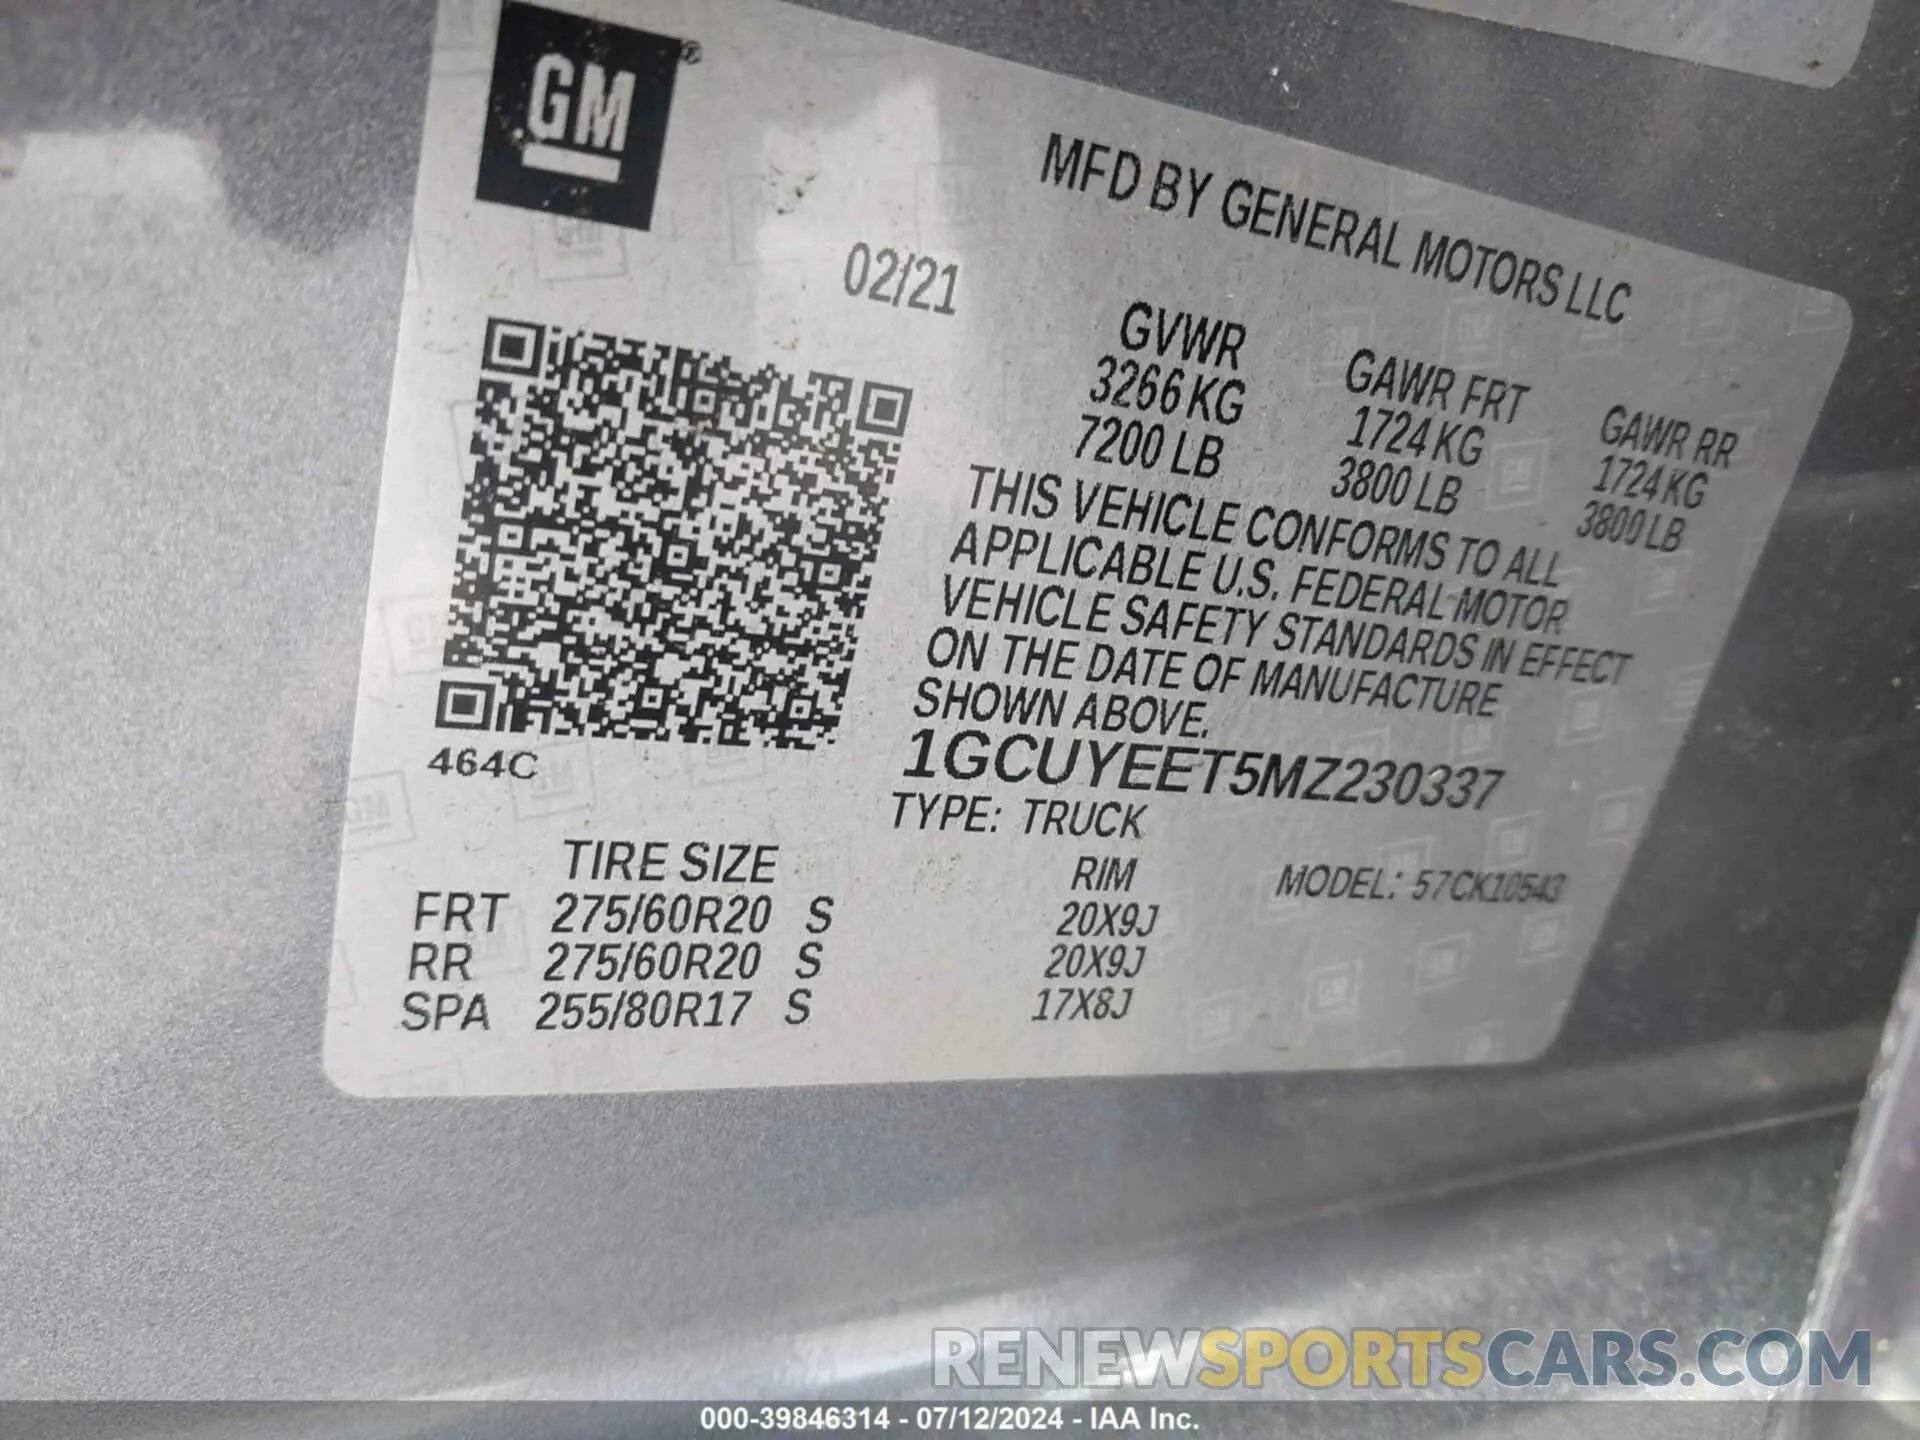 GM®
MFD BY GENERAL MOTORS LLC
02/21
GVWR GAWR FRT GAWR RR
3266 KG 1724 KG 1724 KG
7200 LB 3800 LB 3800 LB
THIS VEHICLE CONFORMS TO ALL
APPLICABLE U.S. FEDERAL MOTOR
VEHICLE SAFETY STANDARDS IN EFFECT
ON THE DATE OF MANUFACTURE
SHOWN ABOVE.
1GCUYEET5MZ230337
464C
TYPE: TRUCK
MODEL: 57CK10543
TIRE SIZE RIM
FRT 275/60R20 S 20X9J
RR 275/60R20 S 20X9J
SPA 255/80R17 S 17X8J
RENEWSPORTSCARS.COM
000-39846314 - 07/12/2024 - IAA Inc.